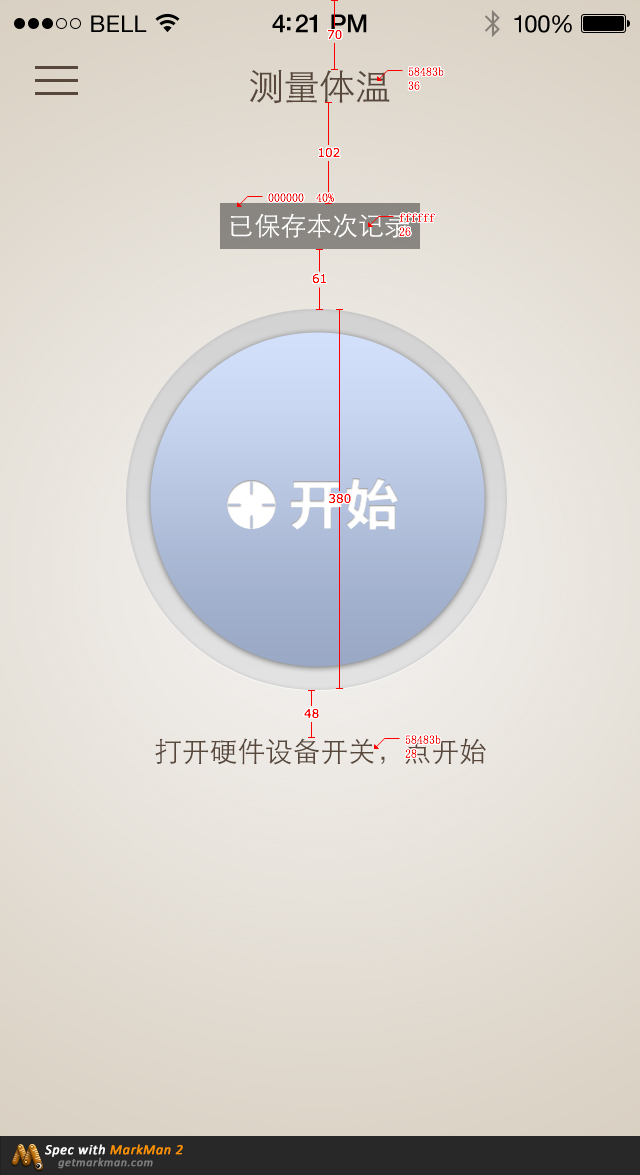 BELL 4:21 PM 100%
70
测量体温
58483b
36
102
000000 40%
已保存本次记录
ffffff
26
61
开始
380
48
58483b
28
打开硬件设备开关，点开始
Spec with MarkMan 2
getmarkman.com